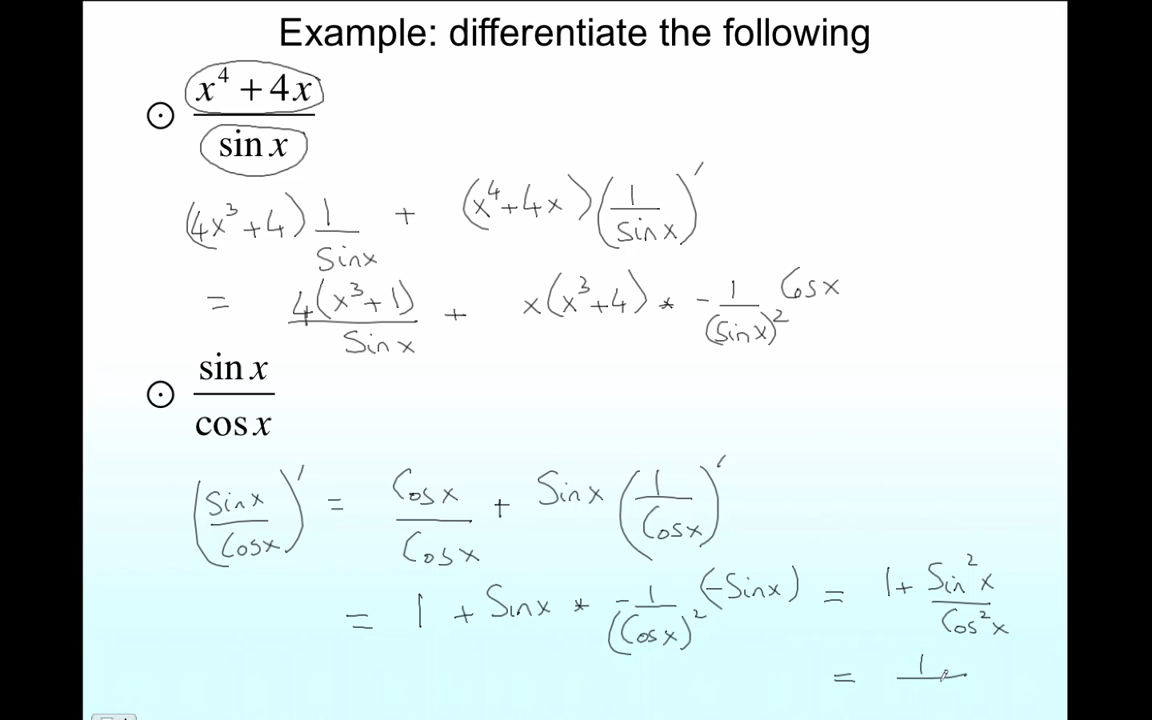 Example: differentiate the following
⊙ (x⁴ + 4x)/(sin x)
(4x³+4) 1/(Sinx) + (x⁴+4x)(1/(Sinx))′
= 4(x³+1)/(Sinx) + x(x³+4) * -1/(Sinx)² Cosx
⊙ (sin x)/(cos x)
(Sinx/Cosx)′ = Cosx/Cosx + Sinx (1/Cosx)′
= 1 + Sinx * -1/(Cosx)² (-Sinx) = 1+ Sin²x/Cos²x
= 1/